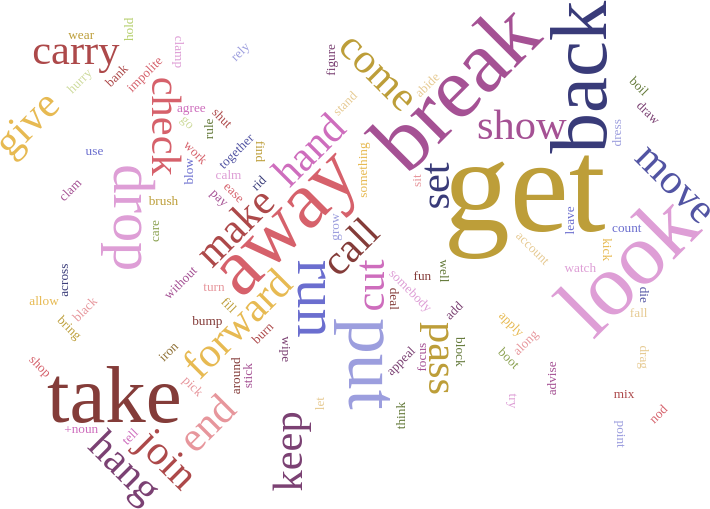 wear
hold
clamp
carry
hurry
bank
impolite
rely
figure
come
break
back
boil
draw
give
check
agree
go
shut
rule
stand
abide
show
dress
use
work
together
find
hand
something
sit
set
get
move
clam
drop
brush
blow
calm
ease
pay
rid
away
make
care
grow
call
leave
count
look
account
kick
across
without
turn
run
cut
somebody
fun
well
watch
die
allow
black
bring
fill
forward
bump
burn
deal
put
add
apply
along
fall
shop
iron
wipe
appeal
focus
pass
block
boot
drag
take
pick
around
stick
advise
end
let
think
try
mix
nod
+noun
tell
join
hang
keep
point